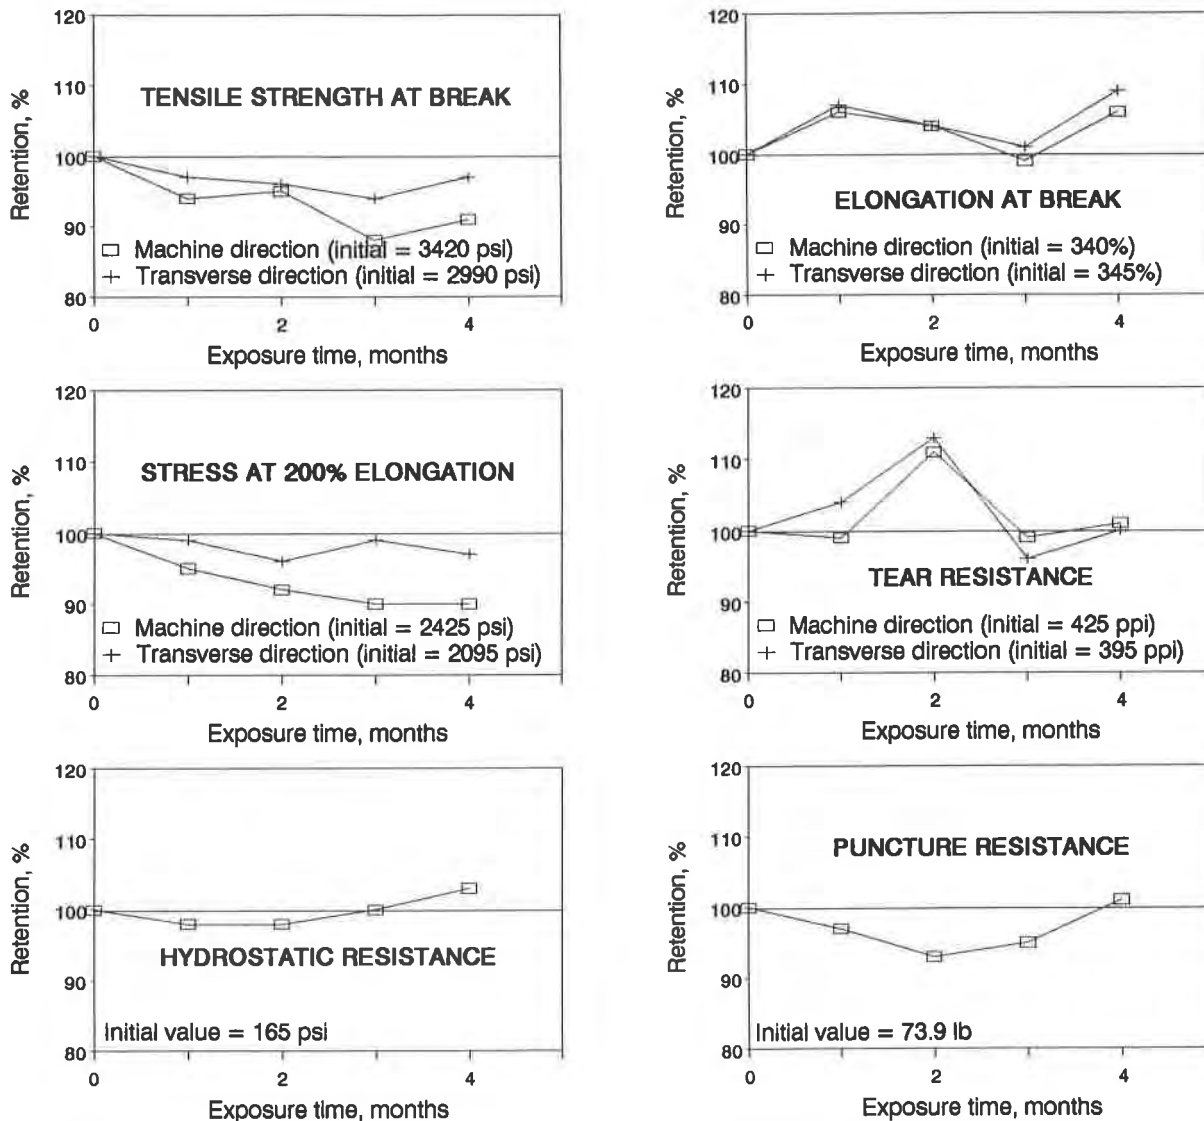 120
110
100
90
80
Retention, %
TENSILE STRENGTH AT BREAK
Machine direction (initial = 3420 psi)
Transverse direction (initial = 2990 psi)
0 2 4
Exposure time, months
120
110
100
90
80
Retention, %
ELONGATION AT BREAK
Machine direction (initial = 340%)
Transverse direction (initial = 345%)
0 2 4
Exposure time, months
120
110
100
90
80
Retention, %
STRESS AT 200% ELONGATION
Machine direction (initial = 2425 psi)
Transverse direction (initial = 2095 psi)
0 2 4
Exposure time, months
120
110
100
90
80
Retention, %
TEAR RESISTANCE
Machine direction (initial = 425 ppi)
Transverse direction (initial = 395 ppi)
0 2 4
Exposure time, months
120
110
100
90
80
Retention, %
HYDROSTATIC RESISTANCE
Initial value = 165 psi
0 2 4
Exposure time, months
120
110
100
90
80
Retention, %
PUNCTURE RESISTANCE
Initial value = 73.9 lb
0 2 4
Exposure time, months